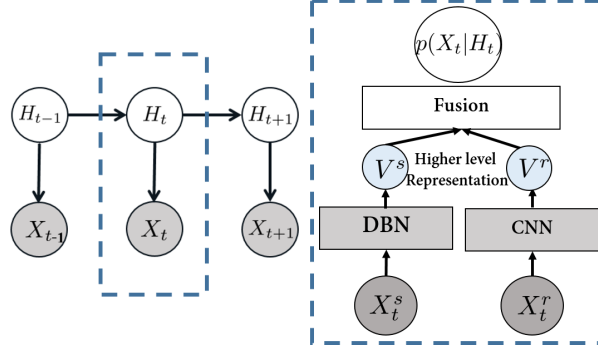 H_{t-1}
H_t
H_{t+1}
X_{t-1}
X_t
X_{t+1}
p(X_t|H_t)
Fusion
V^s
Higher level
Representation
V^r
DBN
CNN
X_t^s
X_t^r